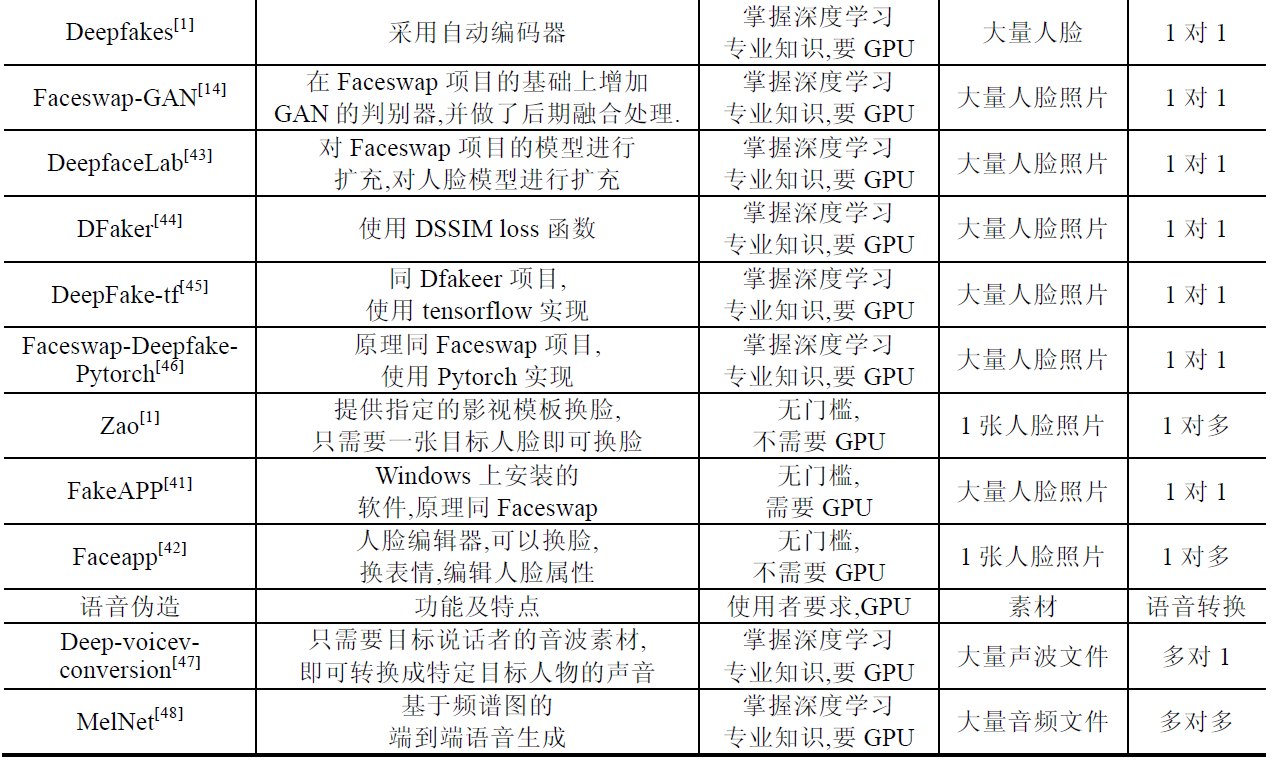 Deepfakes[1] 采用自动编码器 掌握深度学习 大量人脸 1 对 1
专业知识,要 GPU
Faceswap-GAN[14] 在 Faceswap 项目的基础上增加 掌握深度学习 大量人脸照片 1 对 1
GAN 的判别器,并做了后期融合处理. 专业知识,要 GPU
DeepfaceLab[43] 对 Faceswap 项目的模型进行 掌握深度学习 大量人脸照片 1 对 1
扩充,对人脸模型进行扩充 专业知识,要 GPU
DFaker[44] 使用 DSSIM loss 函数 掌握深度学习 大量人脸照片 1 对 1
专业知识,要 GPU
DeepFake-tf[45] 同 Dfakeer 项目, 掌握深度学习 大量人脸照片 1 对 1
使用 tensorflow 实现 专业知识,要 GPU
Faceswap-Deepfake- 原理同 Faceswap 项目, 掌握深度学习 大量人脸照片 1 对 1
Pytorch[46] 使用 Pytorch 实现 专业知识,要 GPU
Zao[1] 提供指定的影视模板换脸, 无门槛, 1 张人脸照片 1 对多
只需要一张目标人脸即可换脸 不需要 GPU
FakeAPP[41] Windows 上安装的 无门槛, 大量人脸照片 1 对 1
软件,原理同 Faceswap 需要 GPU
Faceapp[42] 人脸编辑器,可以换脸, 无门槛, 1 张人脸照片 1 对多
换表情,编辑人脸属性 不需要 GPU
语音伪造 功能及特点 使用者要求,GPU 素材 语音转换
Deep-voicev- 只需要目标说话者的音波素材, 掌握深度学习 大量声波文件 多对 1
conversion[47] 即可转换成特定目标人物的声音 专业知识,要 GPU
MelNet[48] 基于频谱图的 掌握深度学习 大量音频文件 多对多
端到端语音生成 专业知识,要 GPU